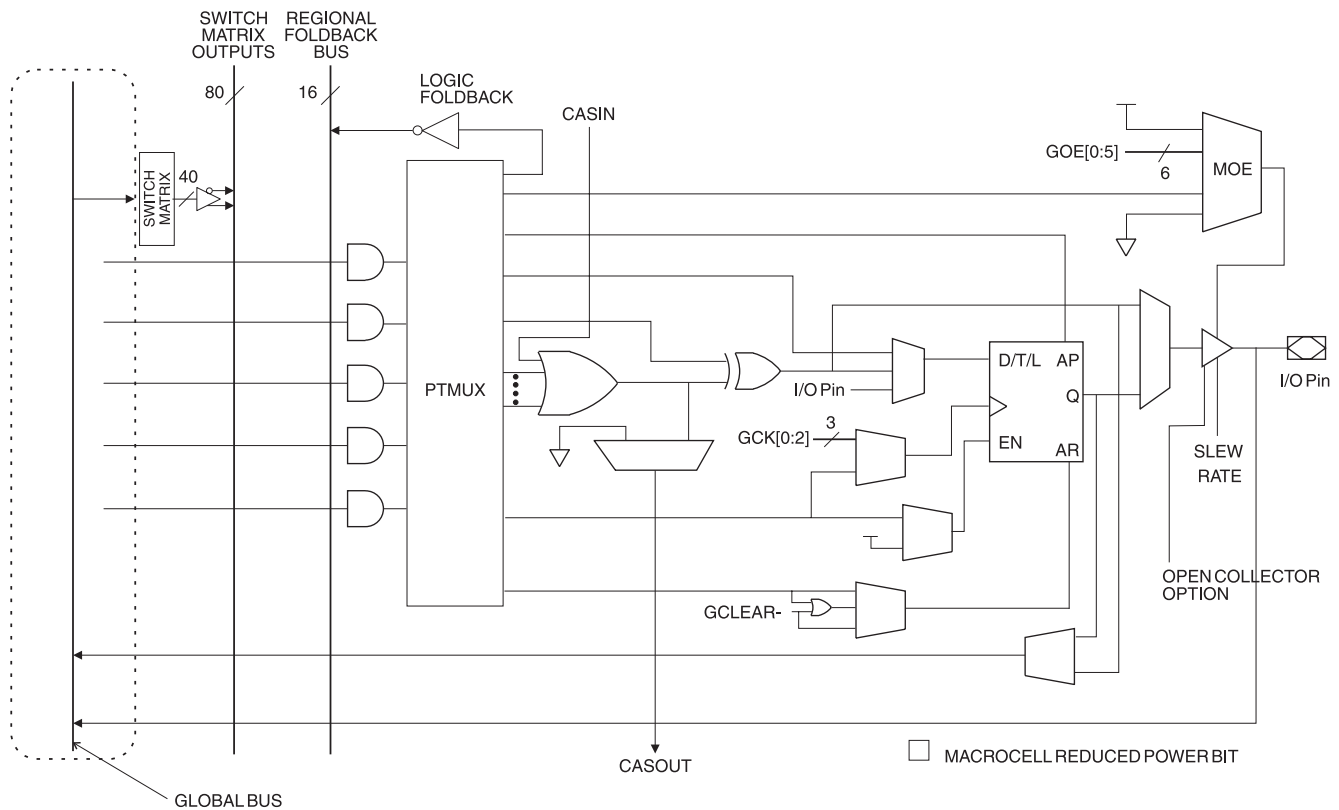 SWITCH
MATRIX
OUTPUTS
REGIONAL
FOLDBACK
BUS
80
16
LOGIC
FOLDBACK
CASIN
SWITCH
MATRIX
40
GOE[0:5]
6
MOE
PTMUX
I/O Pin
D/T/L
AP
Q
EN
AR
I/O Pin
GCK[0:2]
3
SLEW
RATE
OPEN COLLECTOR
OPTION
GCLEAR-
CASOUT
MACROCELL REDUCED POWER BIT
GLOBAL BUS